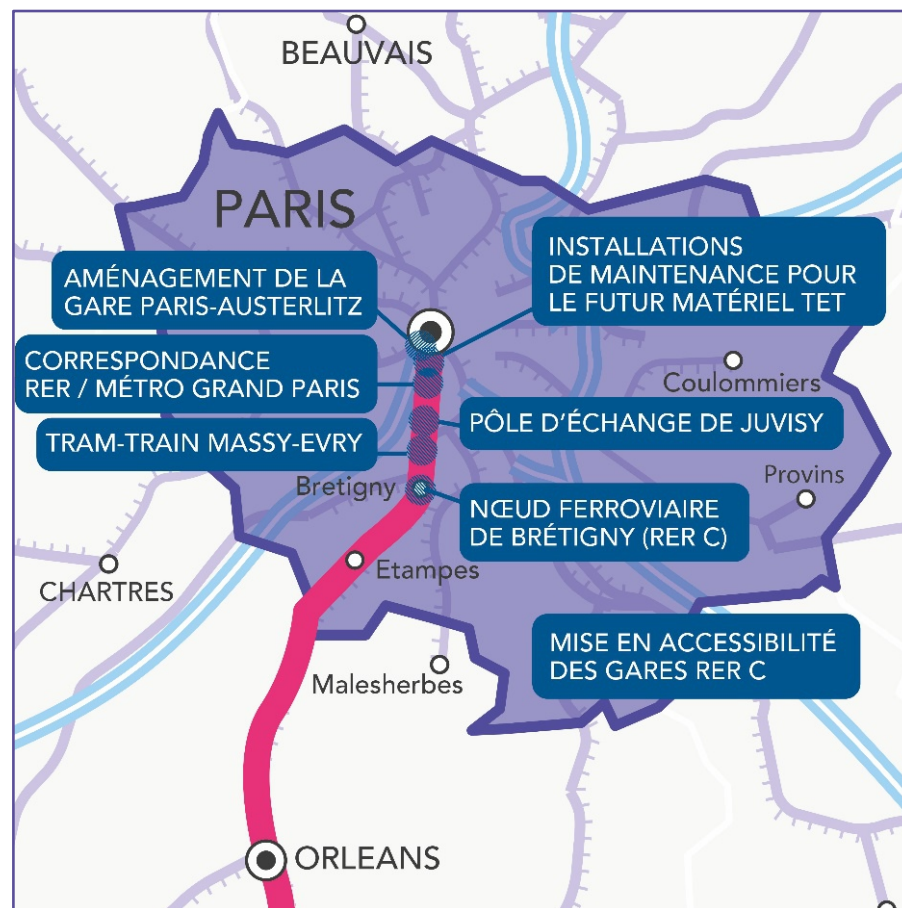 BEAUVAIS
PARIS
AMÉNAGEMENT DE LA
GARE PARIS-AUSTERLITZ
INSTALLATIONS
DE MAINTENANCE POUR
LE FUTUR MATÉRIEL TET
CORRESPONDANCE
RER / MÉTRO GRAND PARIS
Coulommiers
TRAM-TRAIN MASSY-EVRY
PÔLE D'ÉCHANGE DE JUVISY
Bretigny
Provins
NŒUD FERROVIAIRE
DE BRÉTIGNY (RER C)
Etampes
CHARTRES
MISE EN ACCESSIBILITÉ
DES GARES RER C
Malesherbes
ORLEANS